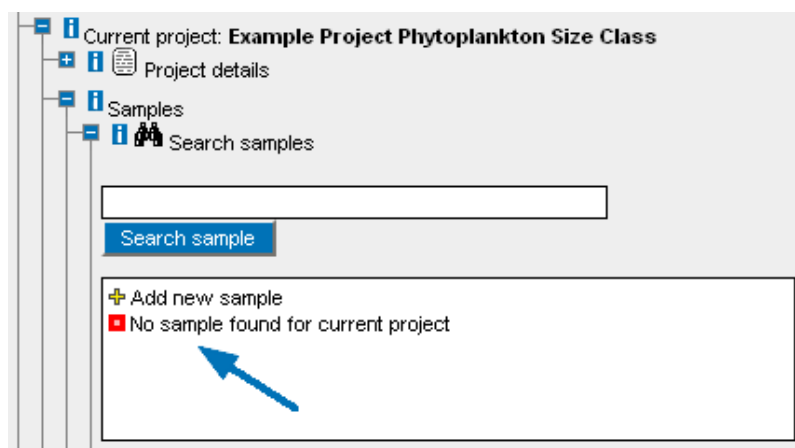 Current project: Example Project Phytoplankton Size Class
Project details
Samples
Search samples
Search sample
Add new sample
No sample found for current project